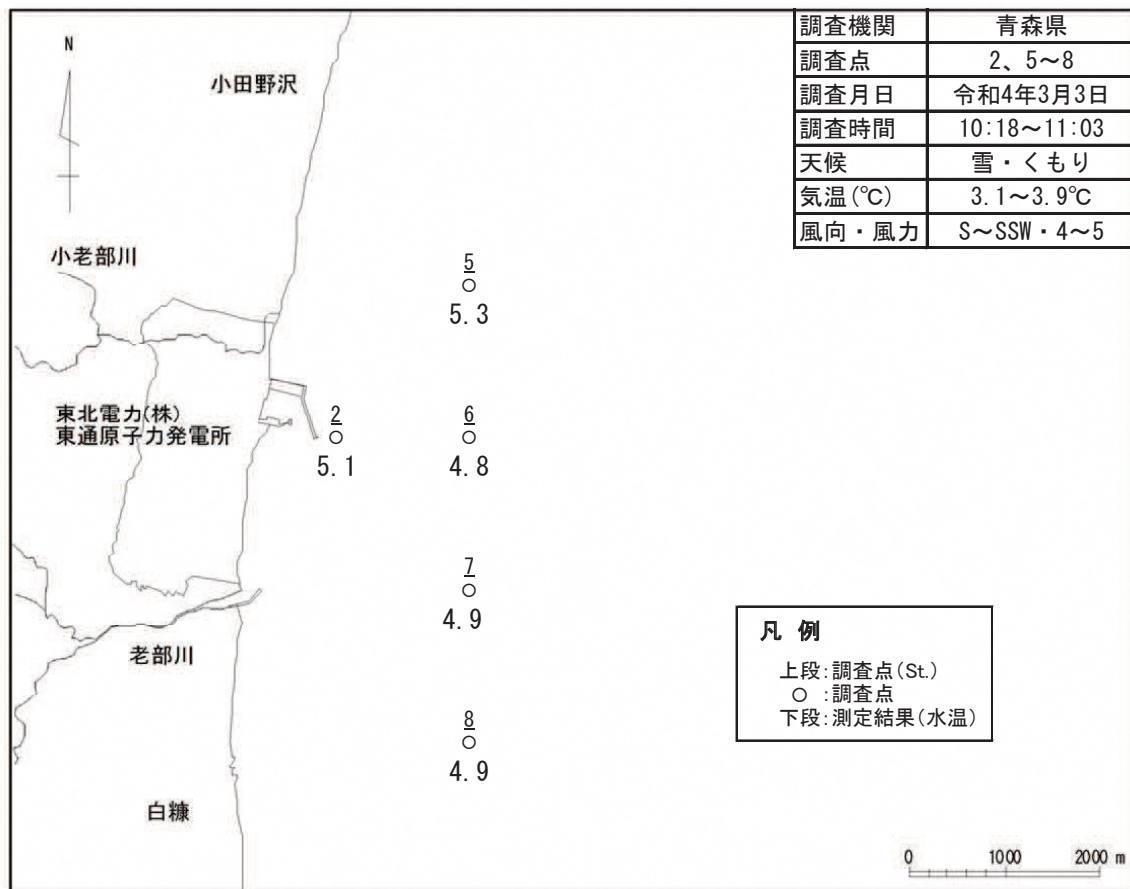 調査機関 青森県
調査点 2、5~8
調査月日 令和4年3月3日
調査時間 10:18~11:03
天候 雪・くもり
気温(℃) 3.1~3.9℃
風向・風力 S~SSW・4~5
N
小田野沢
小老部川
5
○
5.3
東北電力(株)
東通原子力発電所
2
○
5.1
6
○
4.8
7
○
4.9
老部川
8
○
4.9
白糠
凡 例
上段:調査点(St.)
○ :調査点
下段:測定結果(水温)
0 1000 2000 m